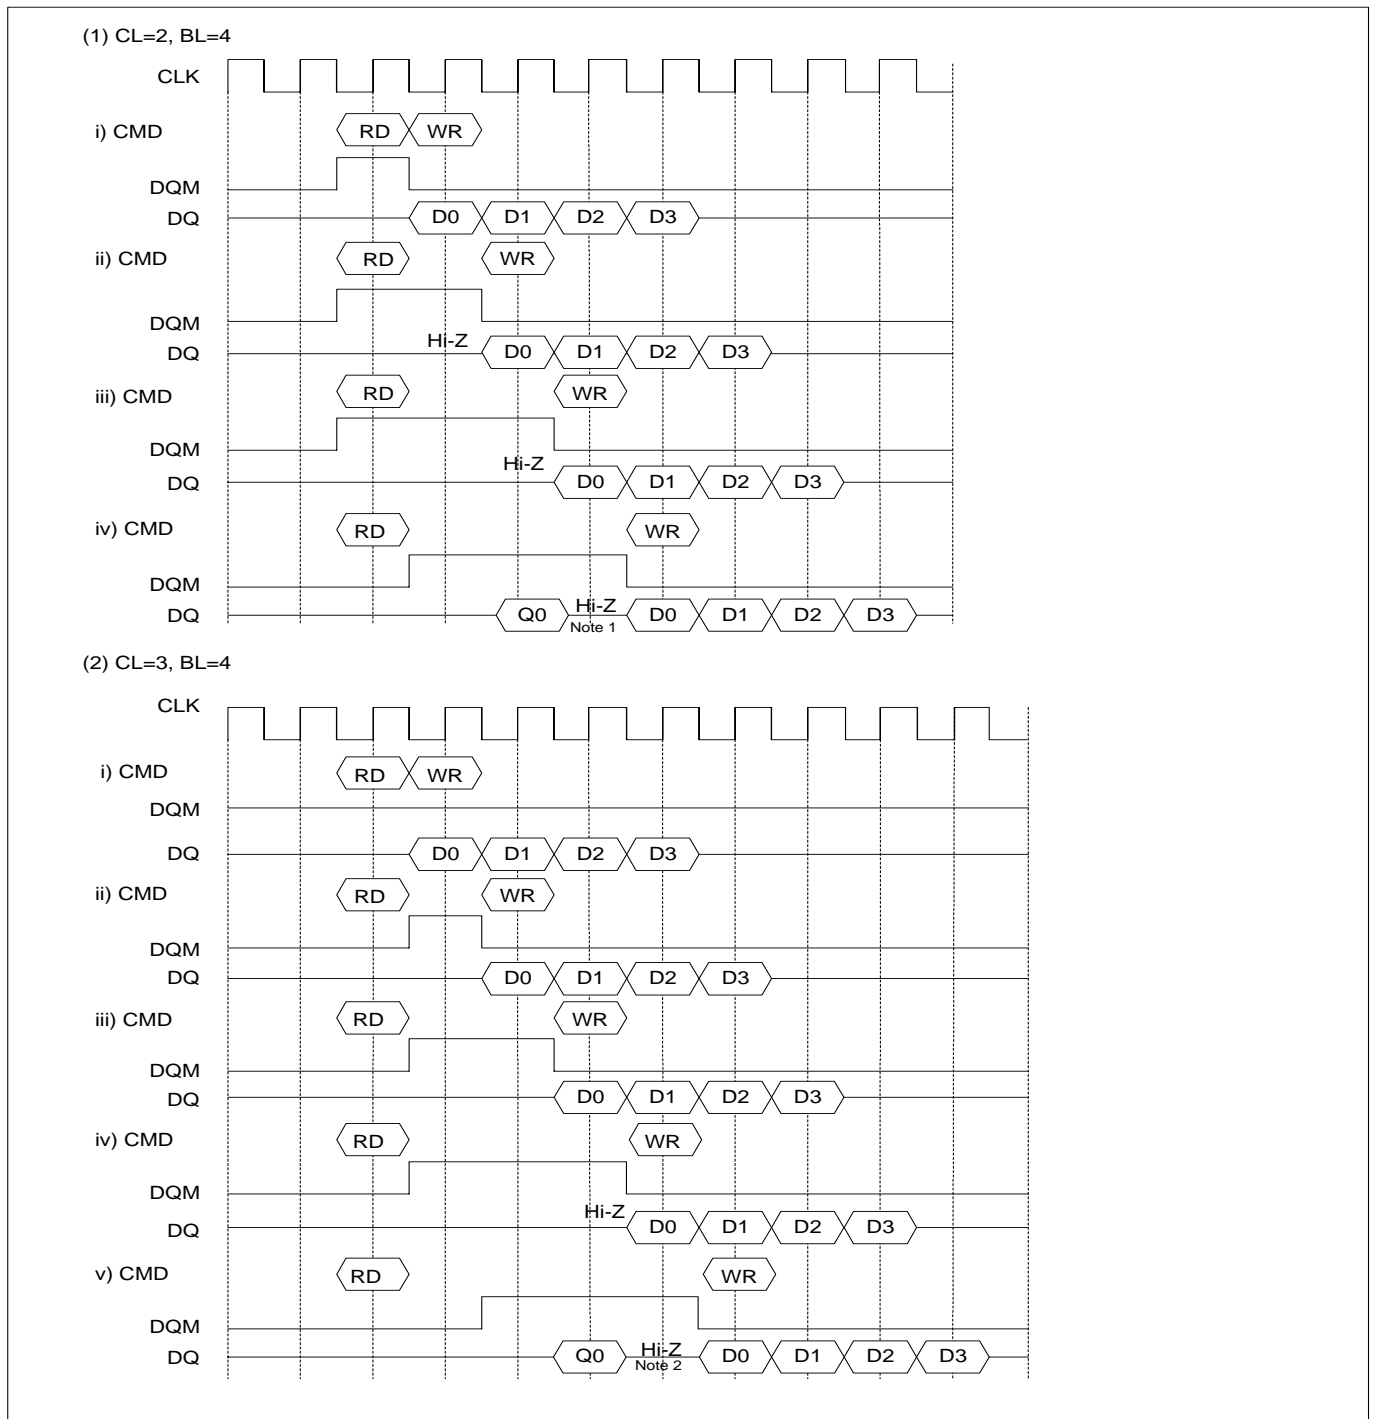 (1) CL=2, BL=4
CLK
i) CMD RD WR
DQM
DQ D0 D1 D2 D3
ii) CMD RD WR
DQM
DQ Hi-Z D0 D1 D2 D3
iii) CMD RD WR
DQM
DQ Hi-Z D0 D1 D2 D3
iv) CMD RD WR
DQM
DQ Q0 Hi-Z D0 D1 D2 D3
Note 1
(2) CL=3, BL=4
CLK
i) CMD RD WR
DQM
DQ D0 D1 D2 D3
ii) CMD RD WR
DQM
DQ D0 D1 D2 D3
iii) CMD RD WR
DQM
DQ D0 D1 D2 D3
iv) CMD RD WR
DQM
DQ Hi-Z D0 D1 D2 D3
v) CMD RD WR
DQM
DQ Q0 Hi-Z D0 D1 D2 D3
Note 2